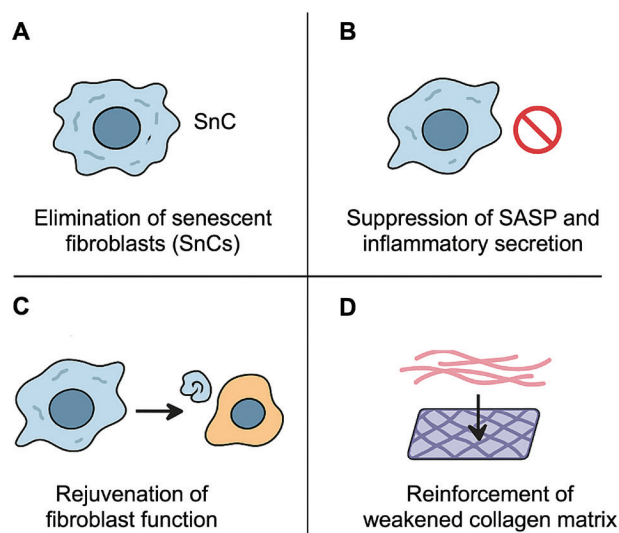 A
SnC
Elimination of senescent
fibroblasts (SnCs)
B
Suppression of SASP and
inflammatory secretion
C
Rejuvenation of
fibroblast function
D
Reinforcement of
weakened collagen matrix